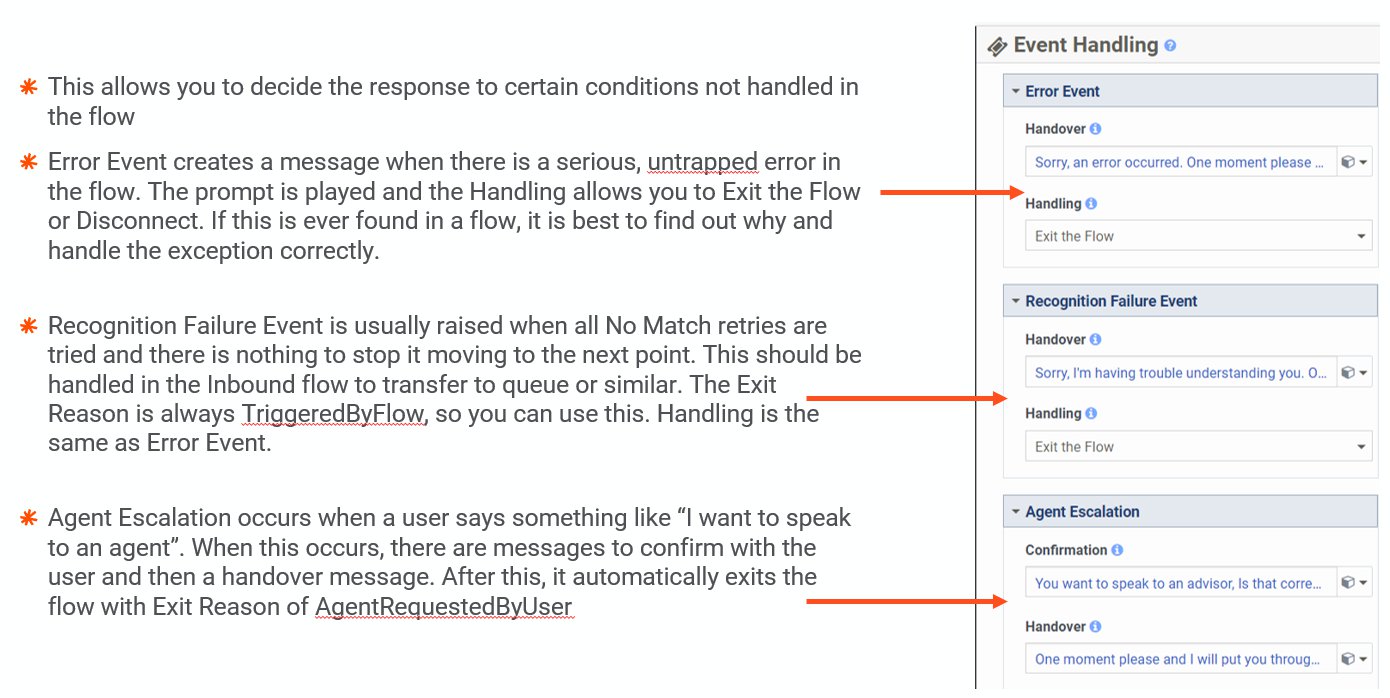 This allows you to decide the response to certain conditions not handled in
the flow
Error Event creates a message when there is a serious, untrapped error in
the flow. The prompt is played and the Handling allows you to Exit the Flow
or Disconnect. If this is ever found in a flow, it is best to find out why and
handle the exception correctly.
Recognition Failure Event is usually raised when all No Match retries are
tried and there is nothing to stop it moving to the next point. This should be
handled in the Inbound flow to transfer to queue or similar. The Exit
Reason is always TriggeredByFlow, so you can use this. Handling is the
same as Error Event.
Agent Escalation occurs when a user says something like “I want to speak
to an agent”. When this occurs, there are messages to confirm with the
user and then a handover message. After this, it automatically exits the
flow with Exit Reason of AgentRequestedByUser
Event Handling
Error Event
Handover
Sorry, an error occurred. One moment please ...
Handling
Exit the Flow
Recognition Failure Event
Handover
Sorry, I'm having trouble understanding you. O...
Handling
Exit the Flow
Agent Escalation
Confirmation
You want to speak to an advisor, Is that corre...
Handover
One moment please and I will put you throug...